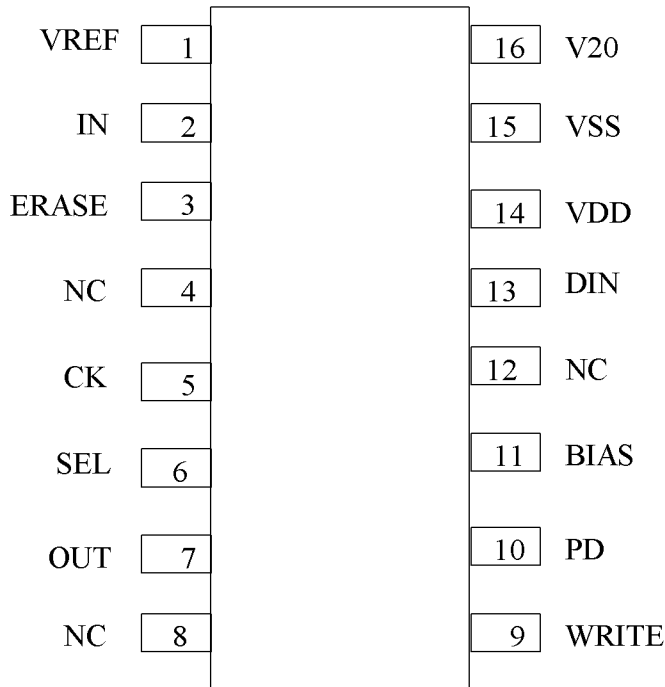 VREF 1 16 V20
IN 2 15 VSS
ERASE 3 14 VDD
NC 4 13 DIN
CK 5 12 NC
SEL 6 11 BIAS
OUT 7 10 PD
NC 8 9 WRITE